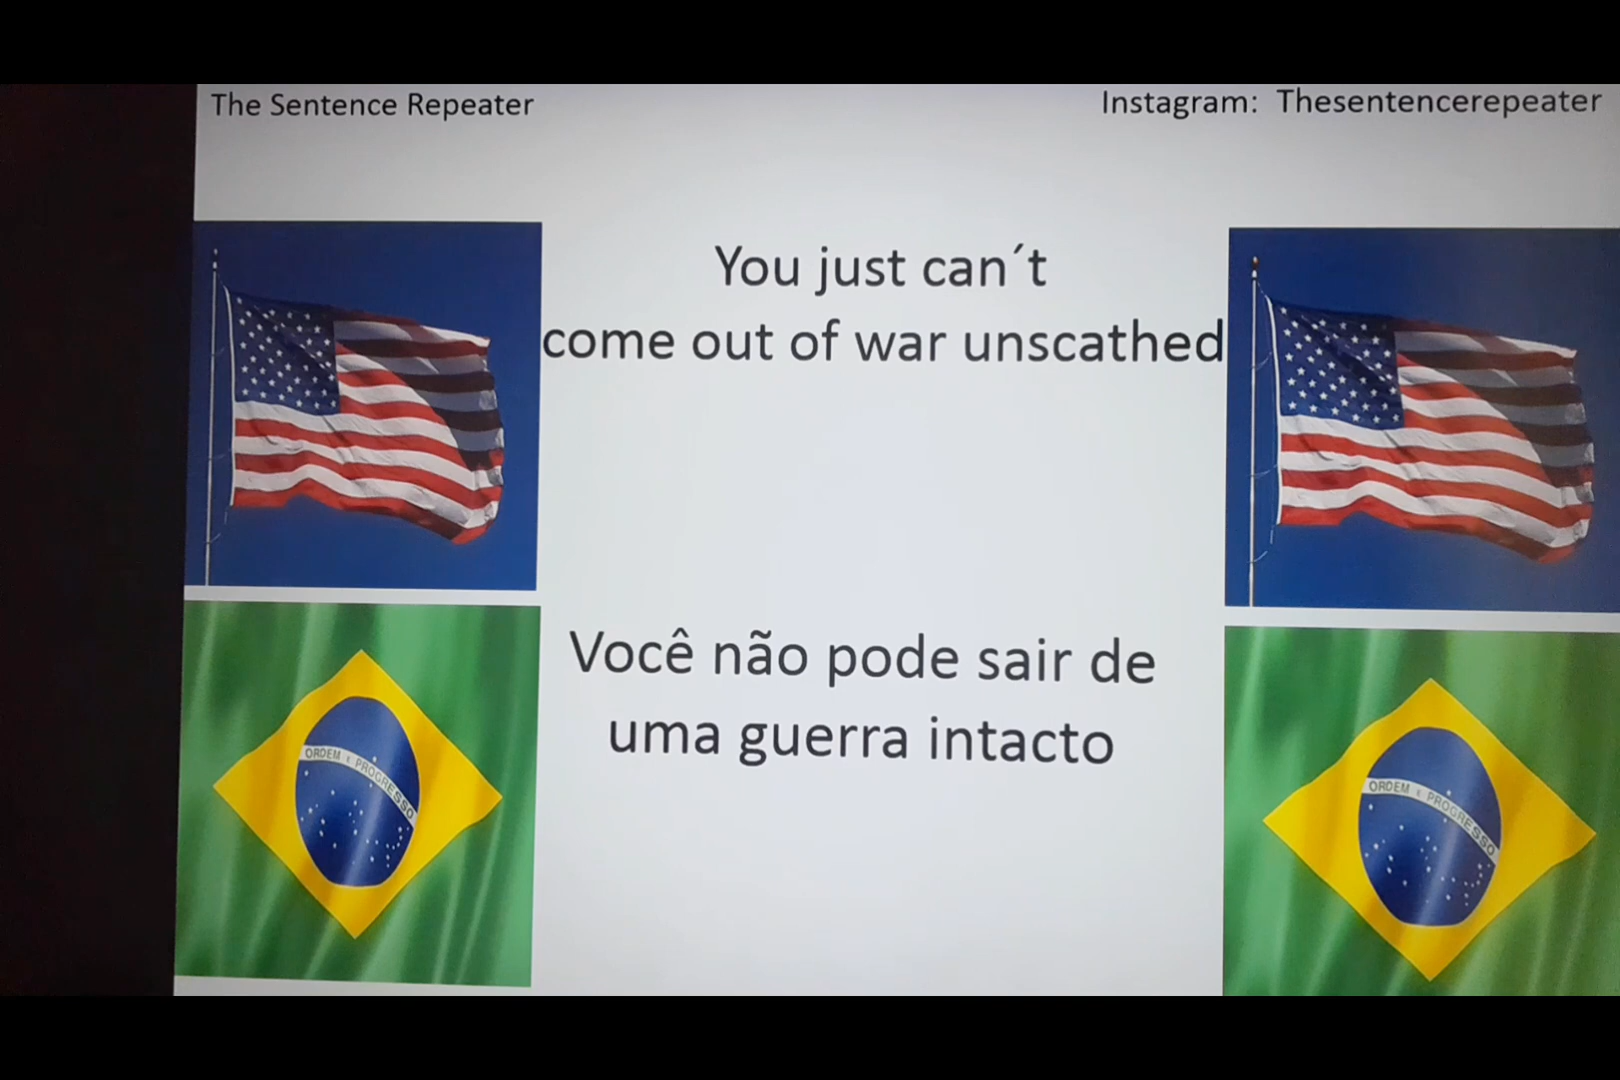 The Sentence Repeater
Instagram: Thesentencerepeater
You just can´t
come out of war unscathed
Você não pode sair de
uma guerra intacto
ORDEM E PROGRESSO
ORDEM E PROGRESSO